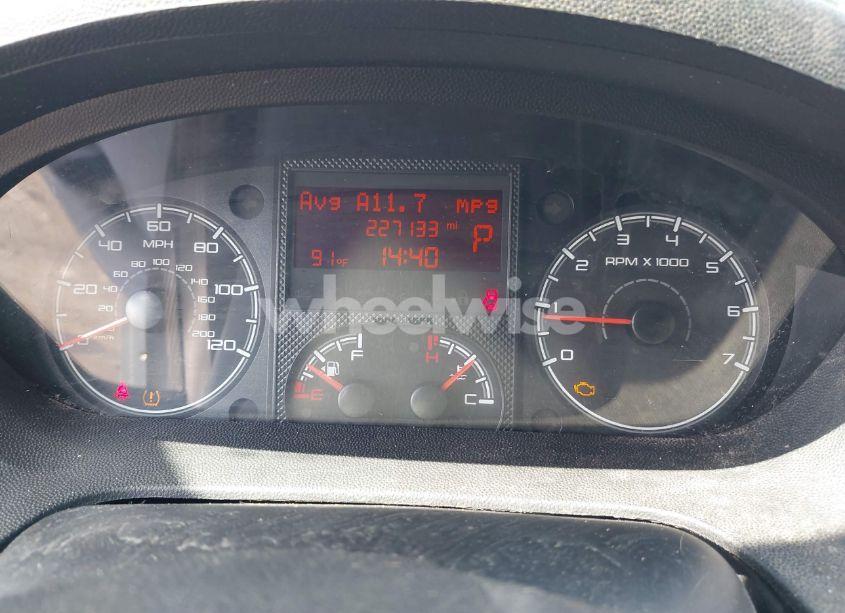 Avg A11.7 mpg
227133 mi
P
91°F
14:40
wheelwise
0 20 40 60 80 100 120
MPH
20 40 60 80 100 120 140 160 180 200
km/h
E F
H C
0 1 2 3 4 5 6 7
RPM X 1000